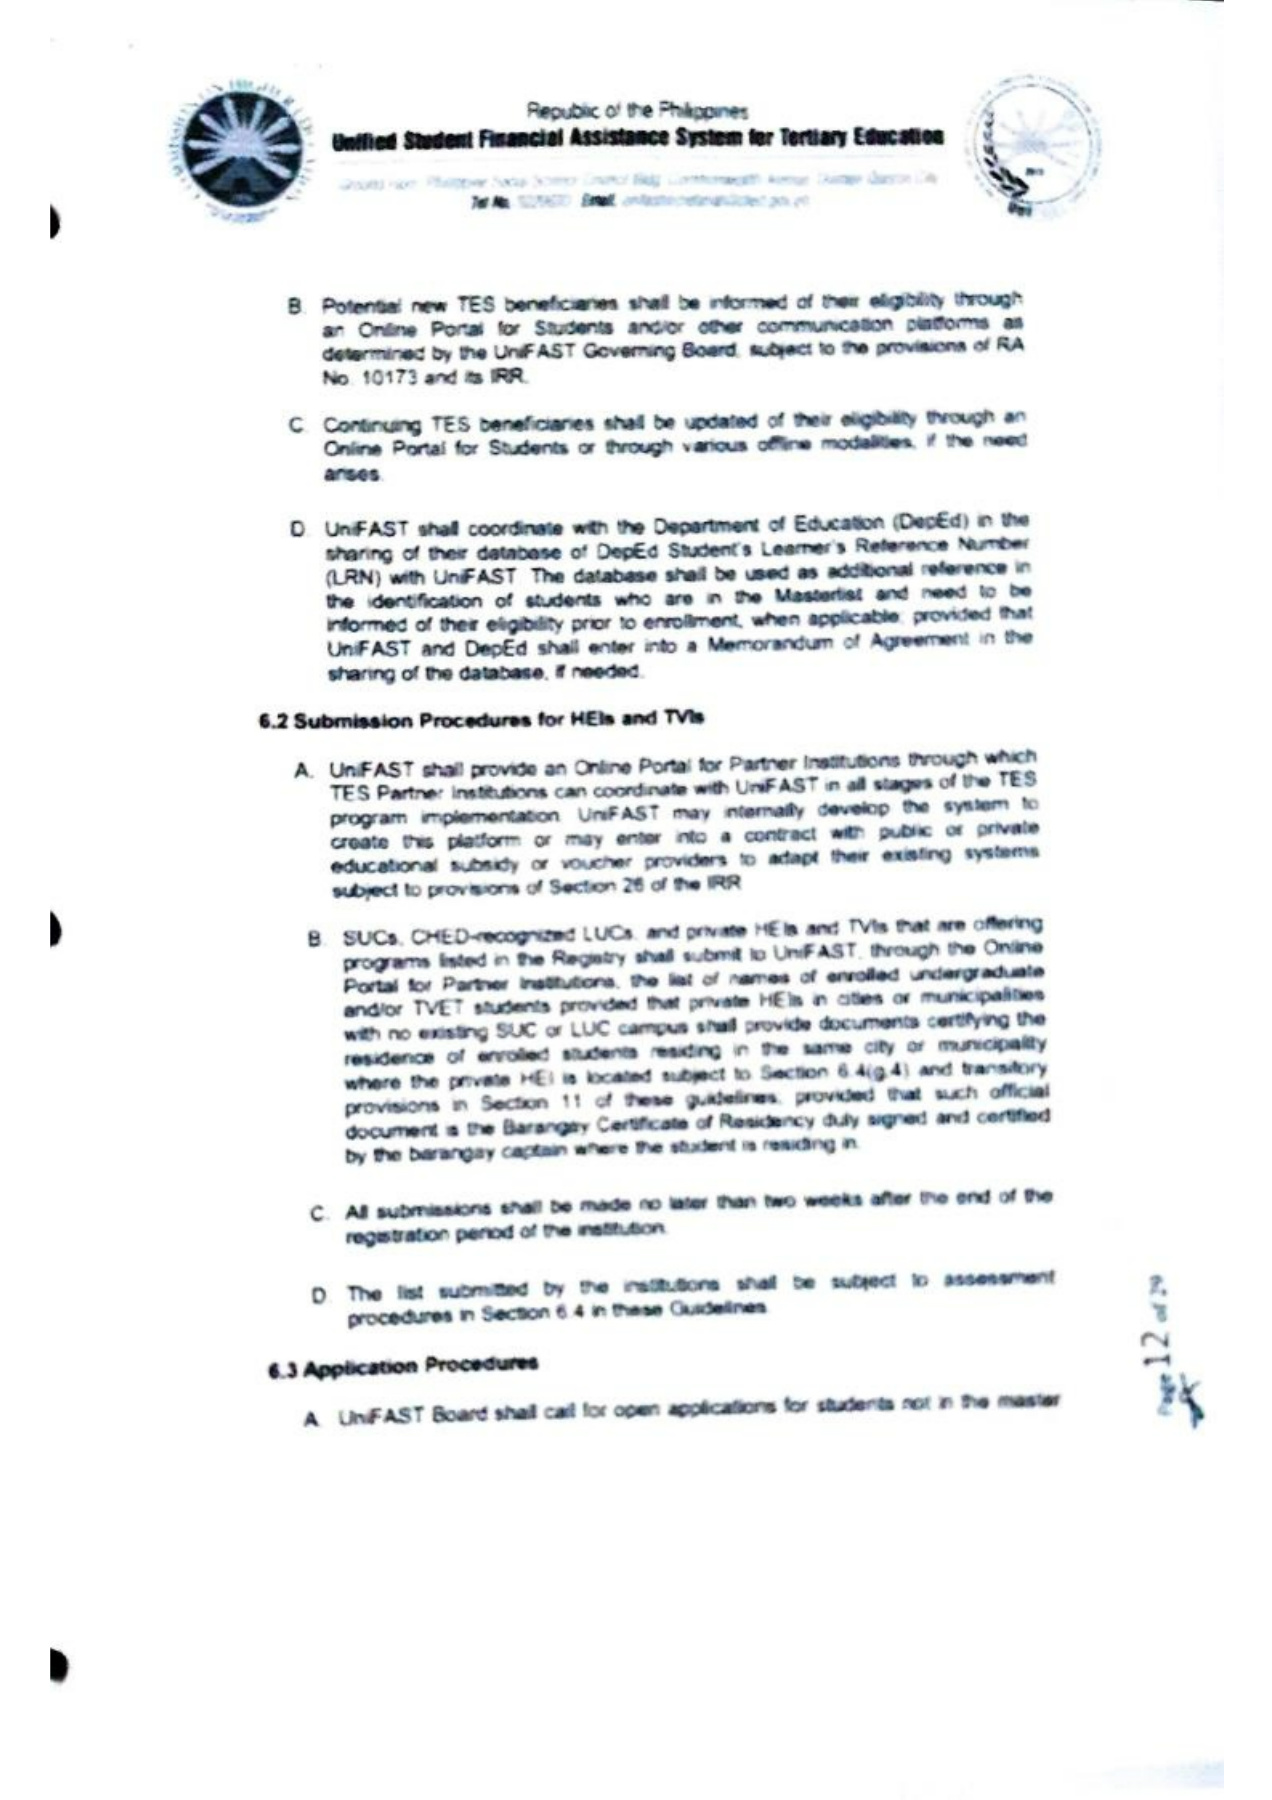 Republic of the Philippines
Unified Student Financial Assistance System for Tertiary Education
Tel No. Email.
B. Potential new TES beneficiaries shall be informed of their eligibility through
an Online Portal for Students and/or other communication platforms as
determined by the UniFAST Governing Board, subject to the provisions of RA
No. 10173 and its IRR.
C. Continuing TES beneficiaries shall be updated of their eligibility through an
Online Portal for Students or through various offline modalities, if the need
arises.
D. UniFAST shall coordinate with the Department of Education (DepEd) in the
sharing of their database of DepEd Student's Learner's Reference Number
(LRN) with UniFAST. The database shall be used as additional reference in
the identification of students who are in the Masterlist and need to be
informed of their eligibility prior to enrollment, when applicable; provided that
UniFAST and DepEd shall enter into a Memorandum of Agreement in the
sharing of the database, if needed.
6.2 Submission Procedures for HEIs and TVIs
A. UniFAST shall provide an Online Portal for Partner Institutions through which
TES Partner Institutions can coordinate with UniFAST in all stages of the TES
program implementation. UniFAST may internally develop the system to
create this platform or may enter into a contract with public or private
educational subsidy or voucher providers to adapt their existing systems
subject to provisions of Section 26 of the IRR
B. SUCs, CHED-recognized LUCs, and private HEIs and TVIs that are offering
programs listed in the Registry shall submit to UniFAST, through the Online
Portal for Partner Institutions, the list of names of enrolled undergraduate
and/or TVET students provided that private HEIs in cities or municipalities
with no existing SUC or LUC campus shall provide documents certifying the
residence of enrolled students residing in the same city or municipality
where the private HEI is located subject to Section 6.4(g.4) and transitory
provisions in Section 11 of these guidelines; provided that such official
document is the Barangay Certificate of Residency duly signed and certified
by the barangay captain where the student is residing in.
C. All submissions shall be made no later than two weeks after the end of the
registration period of the institution.
D. The list submitted by the institutions shall be subject to assessment
procedures in Section 6.4 in these Guidelines.
6.3 Application Procedures
A. UniFAST Board shall call for open applications for students not in the master
Page 12 of 29